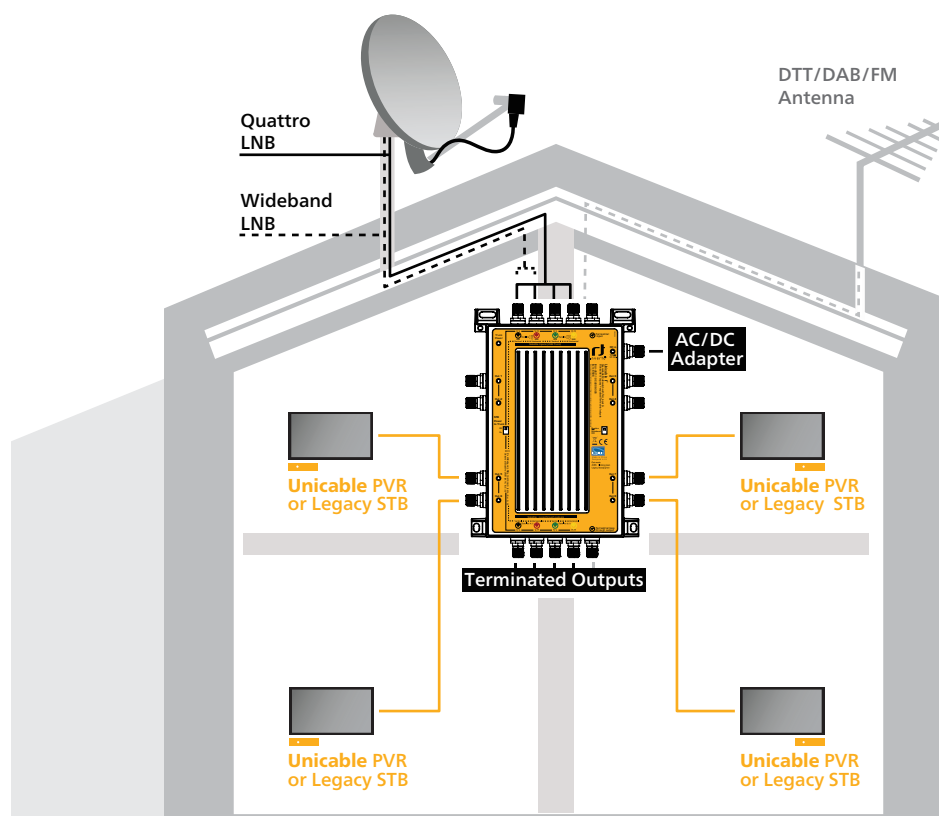 DTT/DAB/FM
Antenna
Quattro
LNB
Wideband
LNB
AC/DC
Adapter
Unicable PVR
or Legacy STB
Unicable PVR
or Legacy STB
Terminated Outputs
Unicable PVR
or Legacy STB
Unicable PVR
or Legacy STB